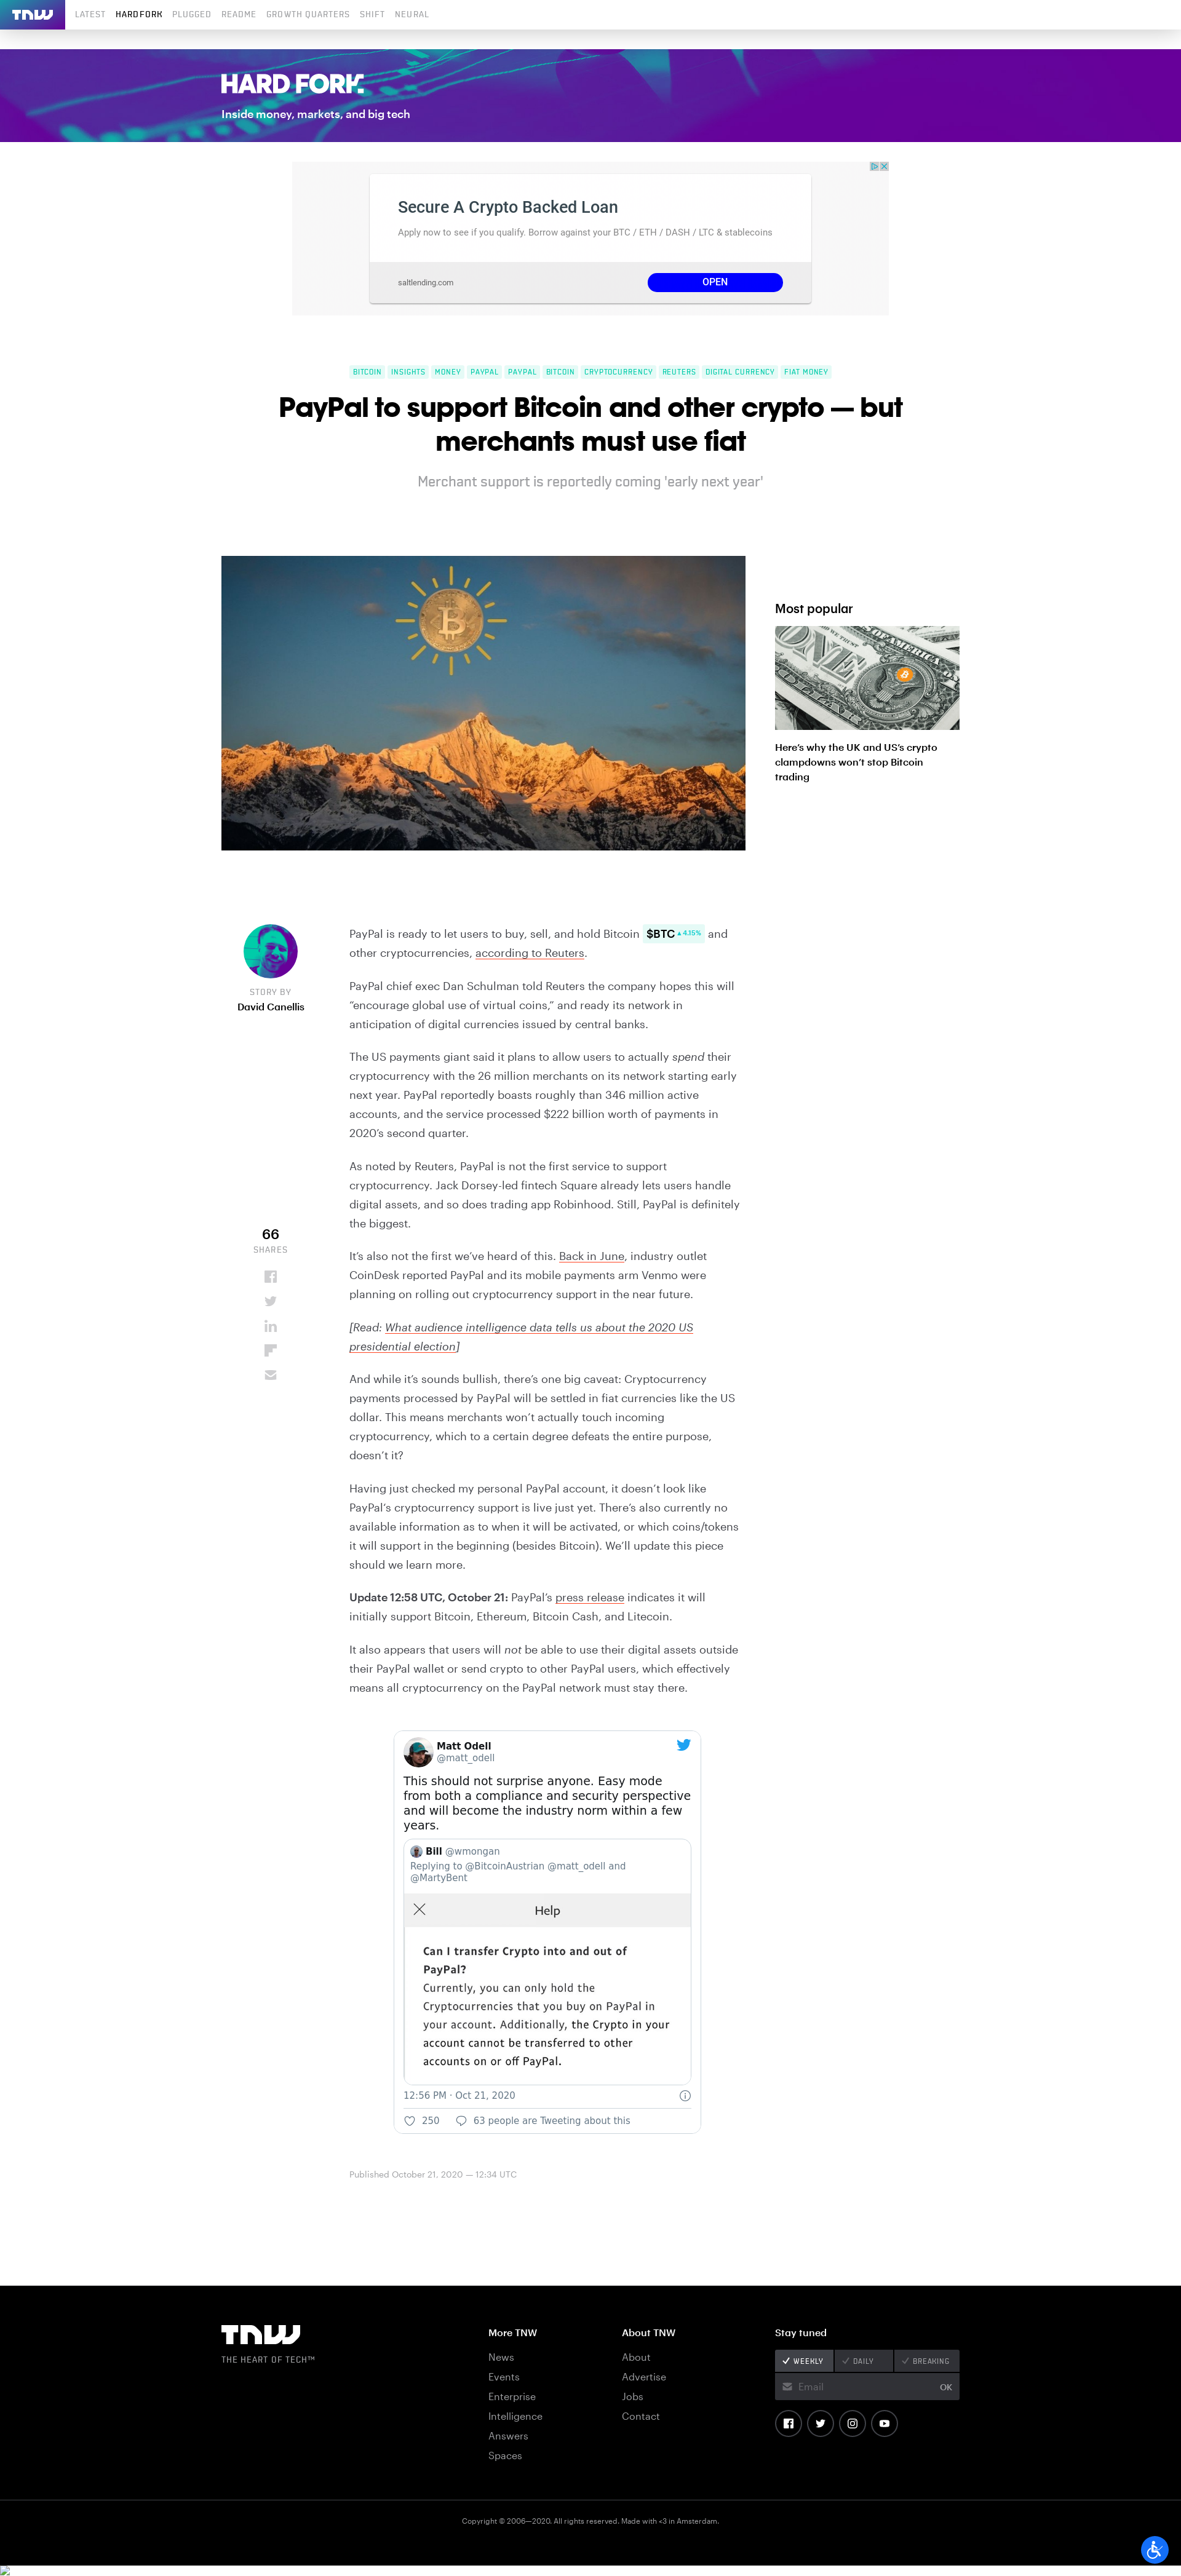 TNW
LATEST HARDFORK PLUGGED README GROWTH QUARTERS SHIFT NEURAL
HARD FORK.
Inside money, markets, and big tech
Secure A Crypto Backed Loan
Apply now to see if you qualify. Borrow against your BTC / ETH / DASH / LTC & stablecoins
saltlending.com
OPEN
BITCOIN INSIGHTS MONEY PAYPAL PAYPAL BITCOIN CRYPTOCURRENCY REUTERS DIGITAL CURRENCY FIAT MONEY
PayPal to support Bitcoin and other crypto — but
merchants must use fiat
Merchant support is reportedly coming 'early next year'
Most popular
Here's why the UK and US's crypto
clampdowns won't stop Bitcoin
trading
STORY BY
David Canellis
PayPal is ready to let users to buy, sell, and hold Bitcoin $BTC ▲4.15% and
other cryptocurrencies, according to Reuters.
PayPal chief exec Dan Schulman told Reuters the company hopes this will
“encourage global use of virtual coins,” and ready its network in
anticipation of digital currencies issued by central banks.
The US payments giant said it plans to allow users to actually spend their
cryptocurrency with the 26 million merchants on its network starting early
next year. PayPal reportedly boasts roughly than 346 million active
accounts, and the service processed $222 billion worth of payments in
2020's second quarter.
As noted by Reuters, PayPal is not the first service to support
cryptocurrency. Jack Dorsey-led fintech Square already lets users handle
digital assets, and so does trading app Robinhood. Still, PayPal is definitely
the biggest.
66
SHARES
It's also not the first we've heard of this. Back in June, industry outlet
CoinDesk reported PayPal and its mobile payments arm Venmo were
planning on rolling out cryptocurrency support in the near future.
[Read: What audience intelligence data tells us about the 2020 US
presidential election]
And while it's sounds bullish, there's one big caveat: Cryptocurrency
payments processed by PayPal will be settled in fiat currencies like the US
dollar. This means merchants won't actually touch incoming
cryptocurrency, which to a certain degree defeats the entire purpose,
doesn't it?
Having just checked my personal PayPal account, it doesn't look like
PayPal's cryptocurrency support is live just yet. There's also currently no
available information as to when it will be activated, or which coins/tokens
it will support in the beginning (besides Bitcoin). We'll update this piece
should we learn more.
Update 12:58 UTC, October 21: PayPal's press release indicates it will
initially support Bitcoin, Ethereum, Bitcoin Cash, and Litecoin.
It also appears that users will not be able to use their digital assets outside
their PayPal wallet or send crypto to other PayPal users, which effectively
means all cryptocurrency on the PayPal network must stay there.
Matt Odell
@matt_odell
This should not surprise anyone. Easy mode
from both a compliance and security perspective
and will become the industry norm within a few
years.
Bill @wmongan
Replying to @BitcoinAustrian @matt_odell and
@MartyBent
Help
Can I transfer Crypto into and out of
PayPal?
Currently, you can only hold the
Cryptocurrencies that you buy on PayPal in
your account. Additionally, the Crypto in your
account cannot be transferred to other
accounts on or off PayPal.
12:56 PM · Oct 21, 2020
250 63 people are Tweeting about this
Published October 21, 2020 — 12:34 UTC
TNW
THE HEART OF TECH™
More TNW
News
Events
Enterprise
Intelligence
Answers
Spaces
About TNW
About
Advertise
Jobs
Contact
Stay tuned
WEEKLY DAILY BREAKING
Email OK
Copyright © 2006—2020. All rights reserved. Made with <3 in Amsterdam.